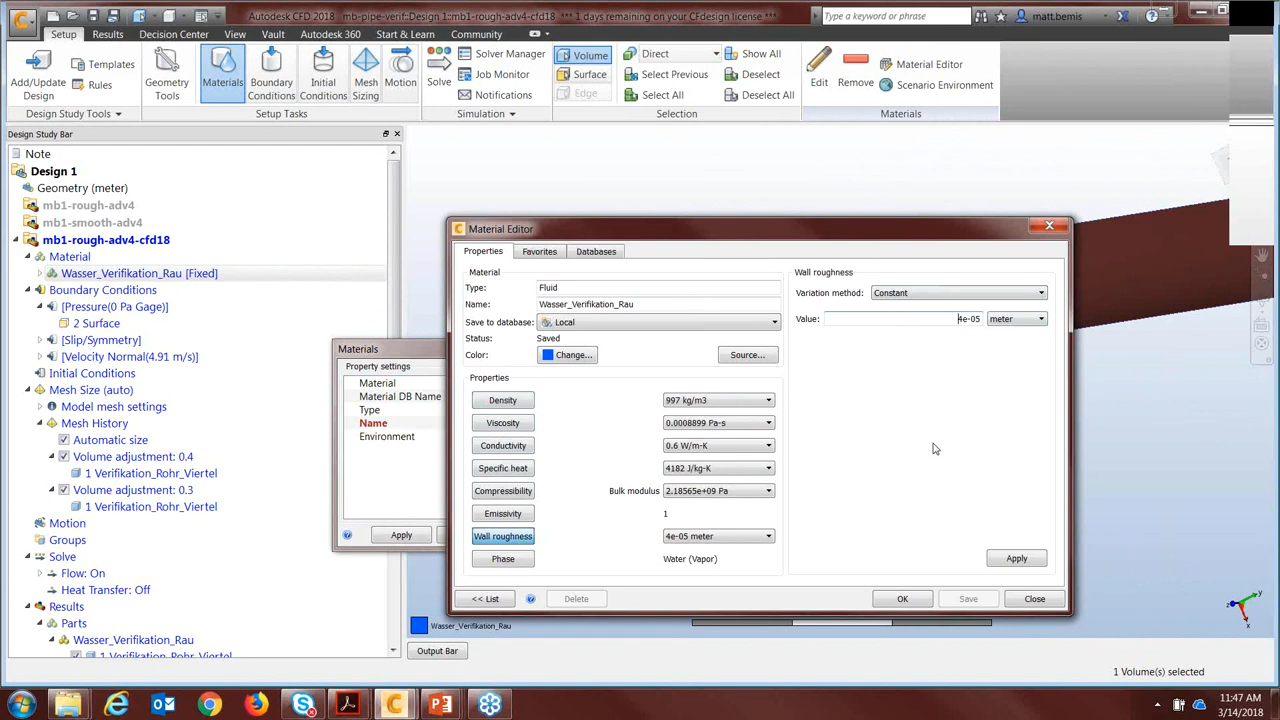 Autodesk CFD 2018   mb-pipe-verif:Design 1:mb1-rough-adv4-cfd18 *** 1 days remaining on your CFdesign license ***
Type a keyword or phrase
matt.bemis
Setup
Results
Decision Center
View
Vault
Autodesk 360
Start & Learn
Community
Add/Update Design
Templates
Rules
Geometry Tools
Materials
Boundary Conditions
Initial Conditions
Mesh Sizing
Motion
Solve
Solver Manager
Job Monitor
Notifications
Volume
Surface
Edge
Direct
Select Previous
Select All
Show All
Deselect
Deselect All
Edit
Remove
Material Editor
Scenario Environment
Design Study Tools
Setup Tasks
Simulation
Selection
Materials
Design Study Bar
Note
Design 1
Geometry (meter)
mb1-rough-adv4
mb1-smooth-adv4
mb1-rough-adv4-cfd18
Material
Wasser_Verifikation_Rau [Fixed]
Boundary Conditions
[Pressure(0 Pa Gage)]
2 Surface
[Slip/Symmetry]
[Velocity Normal(4.91 m/s)]
Initial Conditions
Mesh Size (auto)
Model mesh settings
Mesh History
Automatic size
Volume adjustment: 0.4
1 Verifikation_Rohr_Viertel
Volume adjustment: 0.3
1 Verifikation_Rohr_Viertel
Motion
Groups
Solve
Flow: On
Heat Transfer: Off
Results
Parts
Wasser_Verifikation_Rau
1 Verifikation_Rohr_Viertel
Materials
Property settings
Material
Material DB Name
Type
Name
Environment
Apply
Material Editor
Properties
Favorites
Databases
Material
Type:
Fluid
Name:
Wasser_Verifikation_Rau
Save to database:
Local
Status:
Saved
Color:
Change...
Source...
Properties
Density
997 kg/m3
Viscosity
0.0008899 Pa-s
Conductivity
0.6 W/m-K
Specific heat
4182 J/kg-K
Compressibility
Bulk modulus
2.18565e+09 Pa
Emissivity
1
Wall roughness
4e-05 meter
Phase
Water (Vapor)
Wall roughness
Variation method:
Constant
Value:
4e-05
meter
Apply
<< List
Delete
OK
Save
Close
Wasser_Verifikation_Rau
Output Bar
1 Volume(s) selected
11:47 AM
3/14/2018